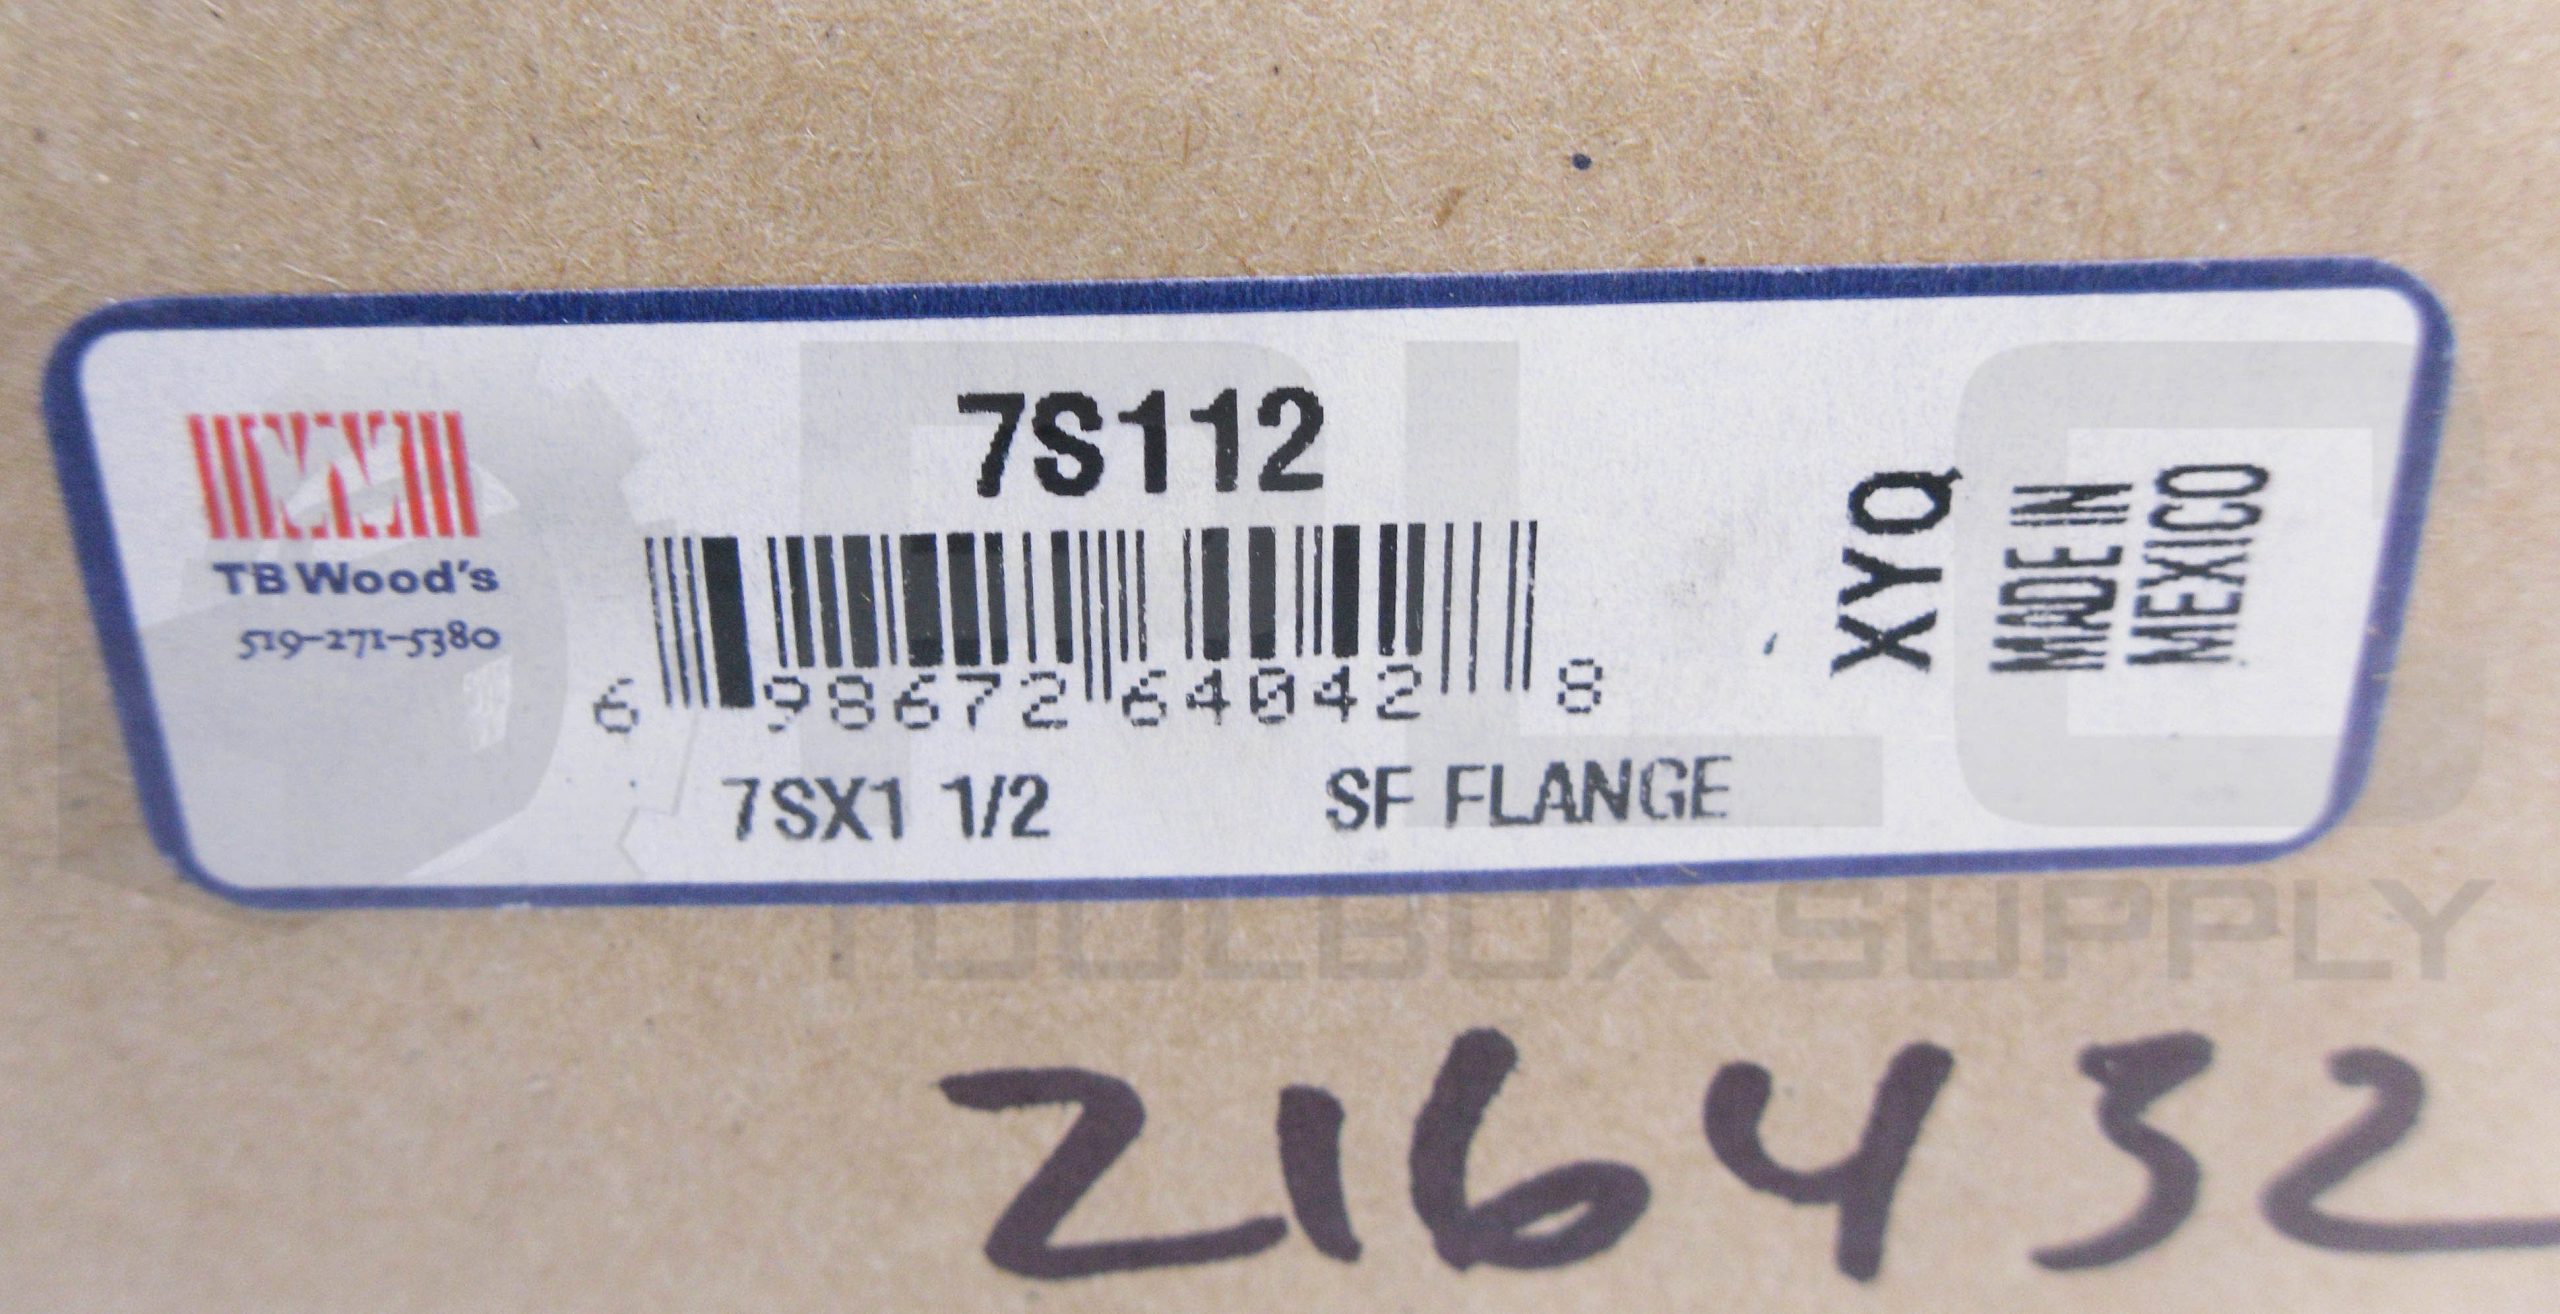 7S112
TB Wood's
519-271-5380
6 98672 64042 8
7SX1 1/2 SF FLANGE
XYQ
MADE IN
MEXICO
PLC
TOOLBOX SUPPLY
216432